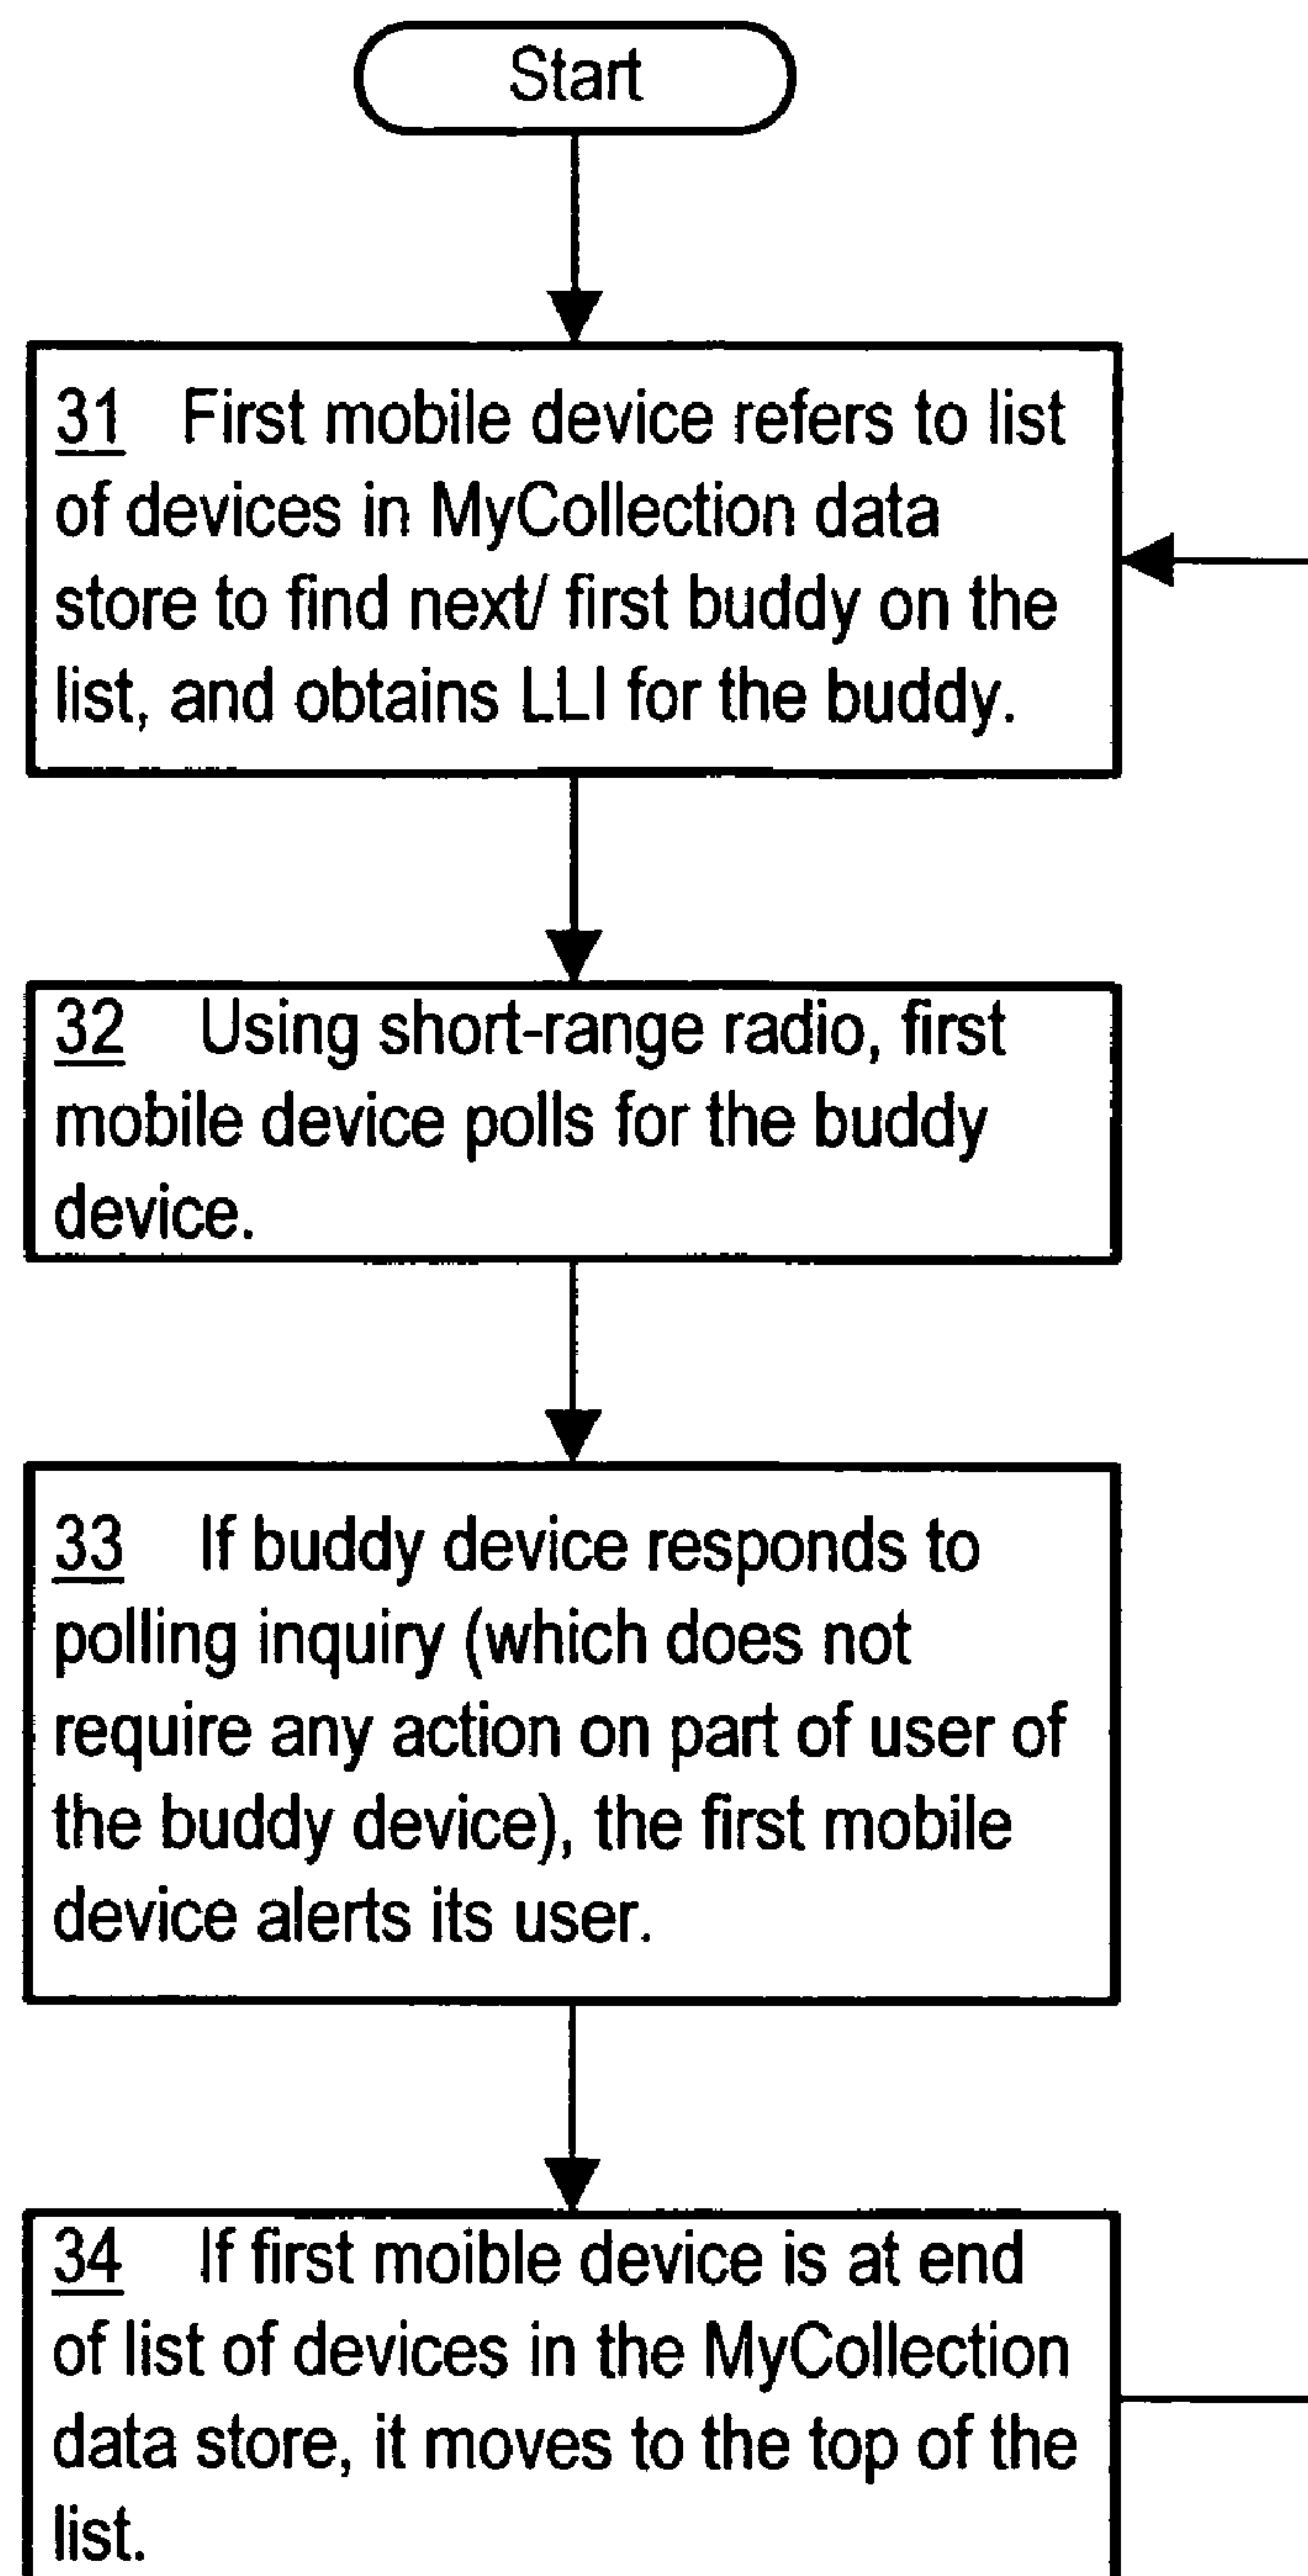 Start
31 First mobile device refers to list
of devices in MyCollection data
store to find next/ first buddy on the
list, and obtains LLI for the buddy.
32 Using short-range radio, first
mobile device polls for the buddy
device.
33 If buddy device responds to
polling inquiry (which does not
require any action on part of user of
the buddy device), the first mobile
device alerts its user.
34 If first moible device is at end
of list of devices in the MyCollection
data store, it moves to the top of the
list.